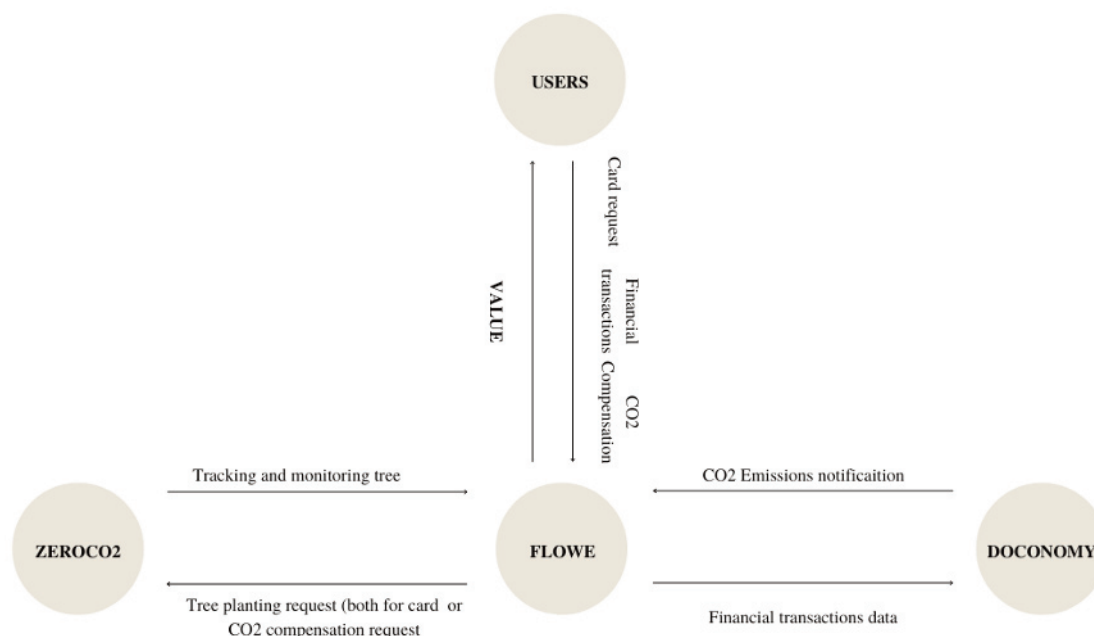 USERS
Card request
Financial
transactions
CO2
Compensation
VALUE
Tracking and monitoring tree
CO2 Emissions notificaition
ZEROCO2
FLOWE
DOCONOMY
Tree planting request (both for card or
CO2 compensation request
Financial transactions data